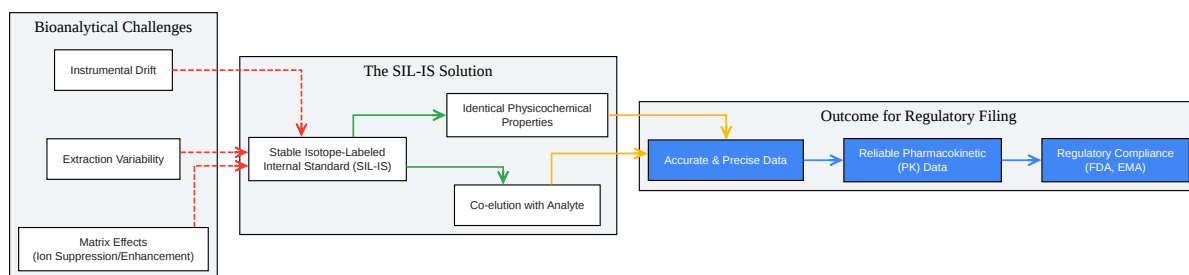 Bioanalytical Challenges
Instrumental Drift
Extraction Variability
Matrix Effects
(Ion Suppression/Enhancement)
The SIL-IS Solution
Stable Isotope-Labeled
Internal Standard (SIL-IS)
Identical Physicochemical
Properties
Co-elution with Analyte
Outcome for Regulatory Filing
Accurate & Precise Data
Reliable Pharmacokinetic
(PK) Data
Regulatory Compliance
(FDA, EMA)